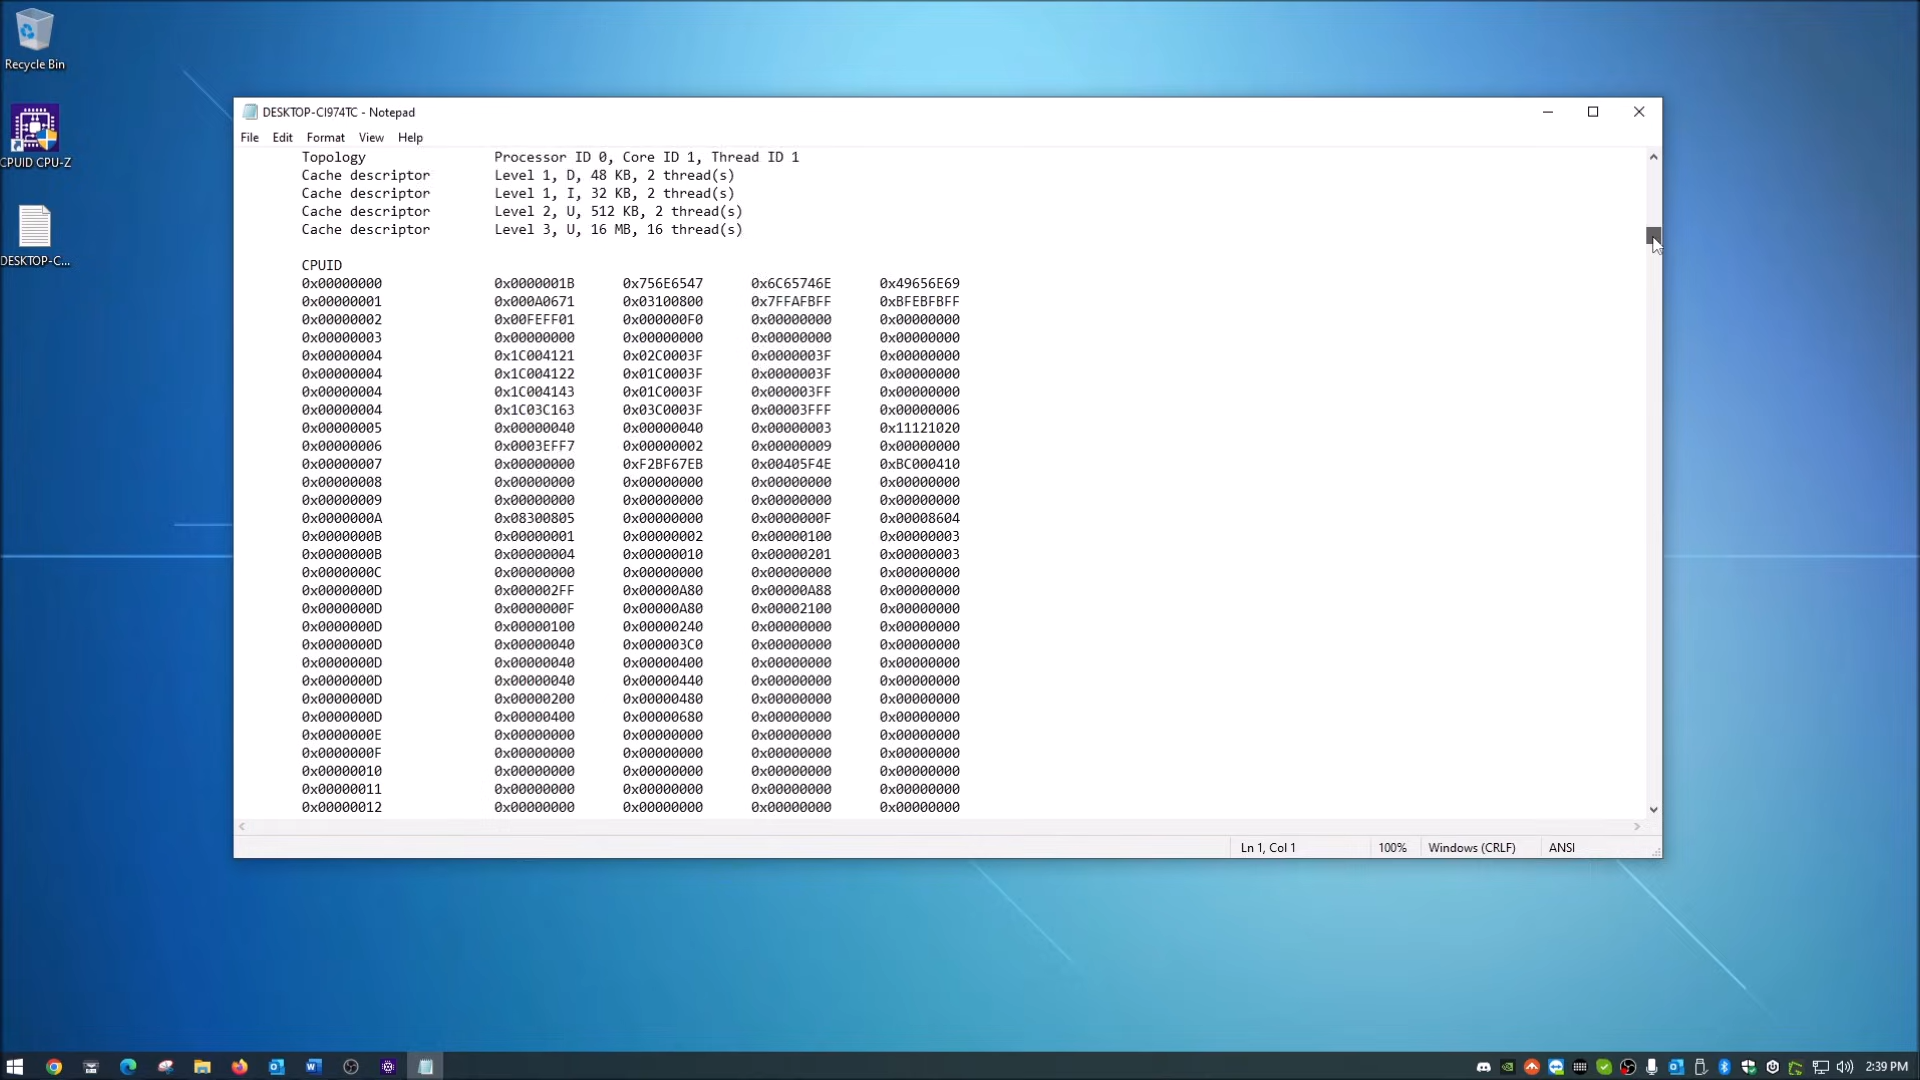 Recycle Bin
CPUID CPU-Z
DESKTOP-C...
DESKTOP-CI974TC - Notepad
File Edit Format View Help
Topology Processor ID 0, Core ID 1, Thread ID 1
Cache descriptor Level 1, D, 48 KB, 2 thread(s)
Cache descriptor Level 1, I, 32 KB, 2 thread(s)
Cache descriptor Level 2, U, 512 KB, 2 thread(s)
Cache descriptor Level 3, U, 16 MB, 16 thread(s)
CPUID
0x00000000 0x0000001B 0x756E6547 0x6C65746E 0x49656E69
0x00000001 0x000A0671 0x03100800 0x7FFAFBFF 0xBFEBFBFF
0x00000002 0x00FEFF01 0x000000F0 0x00000000 0x00000000
0x00000003 0x00000000 0x00000000 0x00000000 0x00000000
0x00000004 0x1C004121 0x02C0003F 0x0000003F 0x00000000
0x00000004 0x1C004122 0x01C0003F 0x0000003F 0x00000000
0x00000004 0x1C004143 0x01C0003F 0x000003FF 0x00000000
0x00000004 0x1C03C163 0x03C0003F 0x00003FFF 0x00000006
0x00000005 0x00000040 0x00000040 0x00000003 0x11121020
0x00000006 0x0003EFF7 0x00000002 0x00000009 0x00000000
0x00000007 0x00000000 0xF2BF67EB 0x00405F4E 0xBC000410
0x00000008 0x00000000 0x00000000 0x00000000 0x00000000
0x00000009 0x00000000 0x00000000 0x00000000 0x00000000
0x0000000A 0x08300805 0x00000000 0x0000000F 0x00008604
0x0000000B 0x00000001 0x00000002 0x00000100 0x00000003
0x0000000B 0x00000004 0x00000010 0x00000201 0x00000003
0x0000000C 0x00000000 0x00000000 0x00000000 0x00000000
0x0000000D 0x000002FF 0x00000A80 0x00000A88 0x00000000
0x0000000D 0x0000000F 0x00000A80 0x00002100 0x00000000
0x0000000D 0x00000100 0x00000240 0x00000000 0x00000000
0x0000000D 0x00000040 0x000003C0 0x00000000 0x00000000
0x0000000D 0x00000040 0x00000400 0x00000000 0x00000000
0x0000000D 0x00000040 0x00000440 0x00000000 0x00000000
0x0000000D 0x00000200 0x00000480 0x00000000 0x00000000
0x0000000D 0x00000400 0x00000680 0x00000000 0x00000000
0x0000000E 0x00000000 0x00000000 0x00000000 0x00000000
0x0000000F 0x00000000 0x00000000 0x00000000 0x00000000
0x00000010 0x00000000 0x00000000 0x00000000 0x00000000
0x00000011 0x00000000 0x00000000 0x00000000 0x00000000
0x00000012 0x00000000 0x00000000 0x00000000 0x00000000
Ln 1, Col 1 100% Windows (CRLF) ANSI
2:39 PM